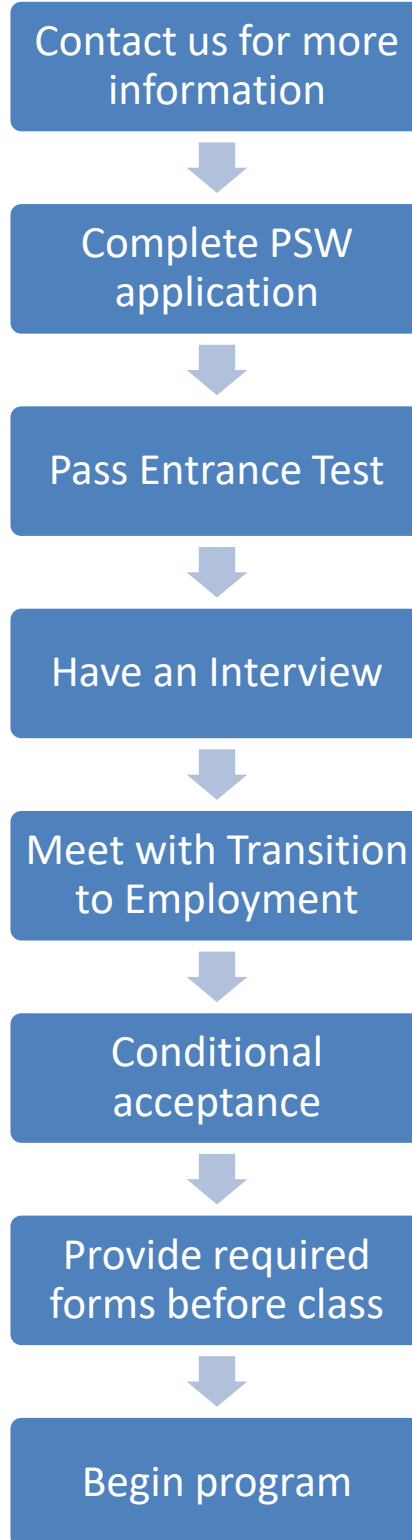 Contact us for more
information
Complete PSW
application
Pass Entrance Test
Have an Interview
Meet with Transition
to Employment
Conditional
acceptance
Provide required
forms before class
Begin program